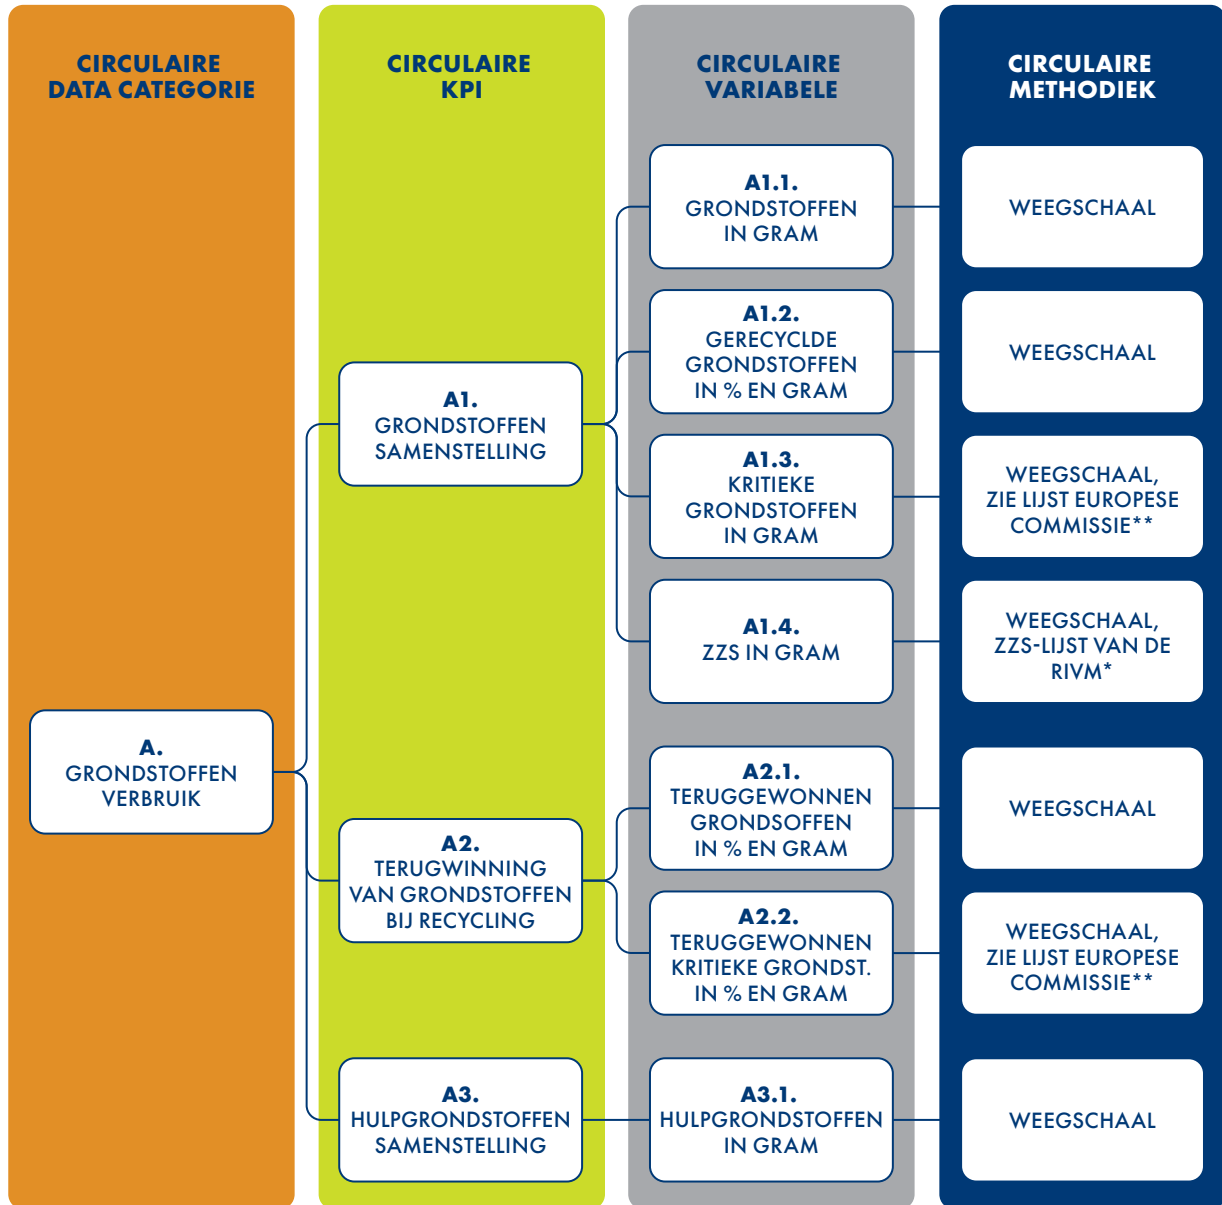 CIRCULAIRE
DATA CATEGORIE
CIRCULAIRE
KPI
CIRCULAIRE
VARIABELE
CIRCULAIRE
METHODIEK
A.
GRONDSTOFFEN
VERBRUIK
A1.
GRONDSTOFFEN
SAMENSTELLING
A1.1.
GRONDSTOFFEN
IN GRAM
WEEGSCHAAL
A1.2.
GERECYCLDE
GRONDSTOFFEN
IN % EN GRAM
WEEGSCHAAL
A1.3.
KRITIEKE
GRONDSTOFFEN
IN GRAM
WEEGSCHAAL,
ZIE LIJST EUROPESE
COMMISSIE**
A1.4.
ZZS IN GRAM
WEEGSCHAAL,
ZZS-LIJST VAN DE
RIVM*
A2.
TERUGWINNING
VAN GRONDSTOFFEN
BIJ RECYCLING
A2.1.
TERUGGEWONNEN
GRONDSOFFEN
IN % EN GRAM
WEEGSCHAAL
A2.2.
TERUGGEWONNEN
KRITIEKE GRONDST.
IN % EN GRAM
WEEGSCHAAL,
ZIE LIJST EUROPESE
COMMISSIE**
A3.
HULPGRONDSTOFFEN
SAMENSTELLING
A3.1.
HULPGRONDSTOFFEN
IN GRAM
WEEGSCHAAL